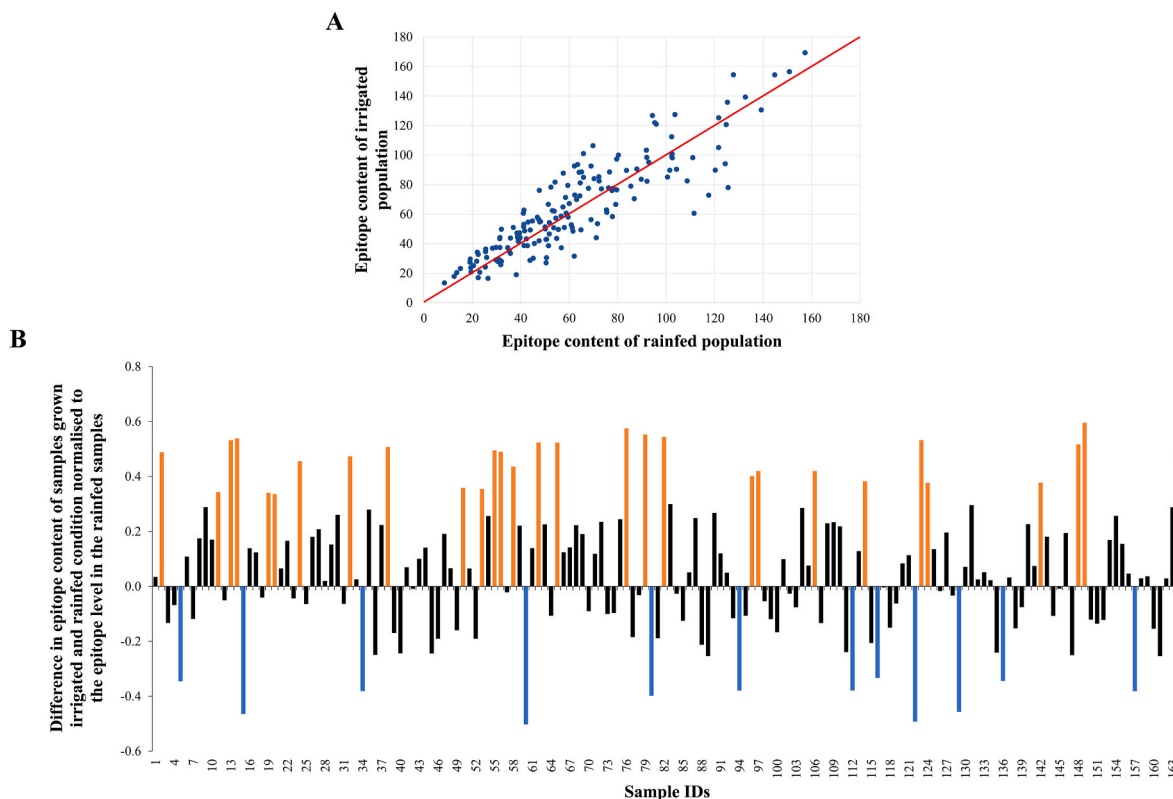 A
180
160
140
120
100
80
60
40
20
0
Epitope content of irrigated
population
0 20 40 60 80 100 120 140 160 180
Epitope content of rainfed population
B
0.8
0.6
0.4
0.2
0.0
-0.2
-0.4
-0.6
Difference in epitope content of samples grown
irrigated and rainfed condition normalised to
the epitope level in the rainfed samples
1 4 7 10 13 16 19 22 25 28 31 34 37 40 43 46 49 52 55 58 61 64 67 70 73 76 79 82 85 88 91 94 97 100 103 106 109 112 115 118 121 124 127 130 133 136 139 142 145 148 151 154 157 160 163
Sample IDs